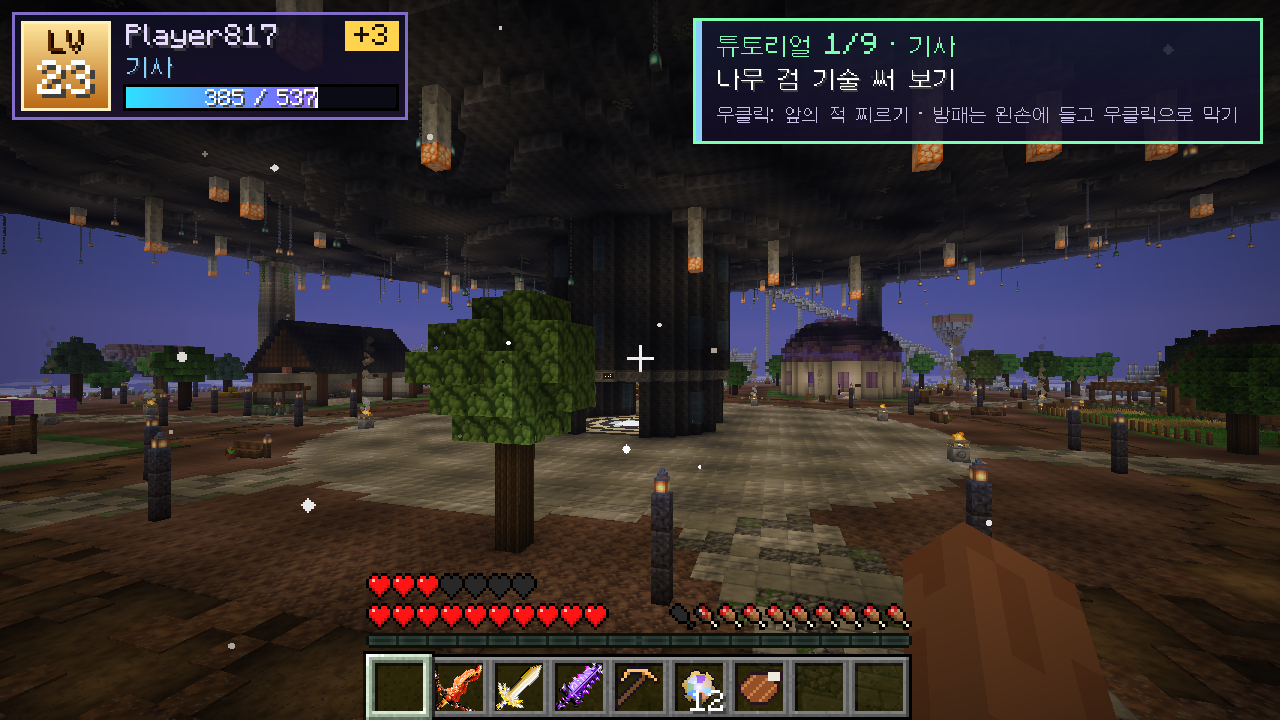 LV
23
Player817
+3
기사
385 / 537
튜토리얼 1/9 · 기사
나무 검 기술 써 보기
우클릭: 앞의 적 찌르기 · 방패는 왼손에 들고 우클릭으로 막기
12